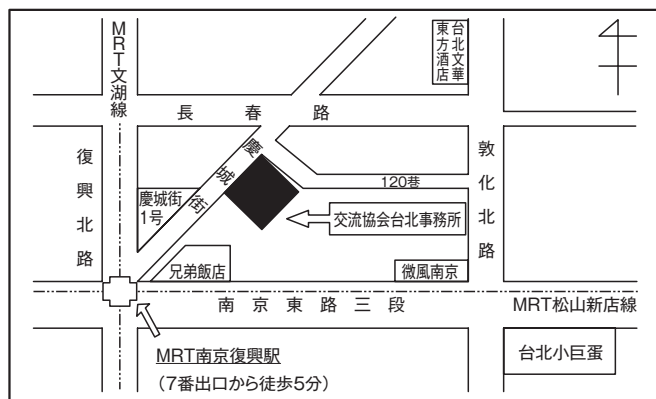 MRT文湖線
台北文華
東方酒店
長春路
復興北路
慶城街
敦化北路
120巷
慶城街
1号
交流協会台北事務所
兄弟飯店
微風南京
南京東路三段
MRT松山新店線
MRT南京復興駅
（7番出口から徒歩5分）
台北小巨蛋